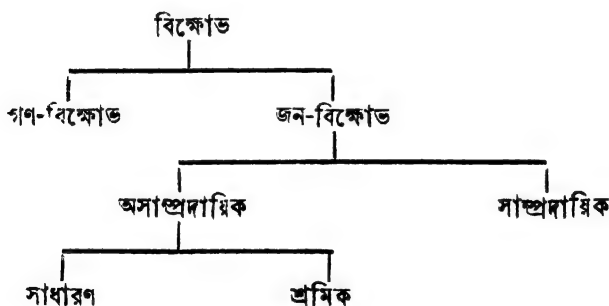 বিক্ষোভ
গণ-বিক্ষোভ জন-বিক্ষোভ
অসাম্প্রদায়িক সাম্প্রদায়িক
সাধারণ শ্রমিক